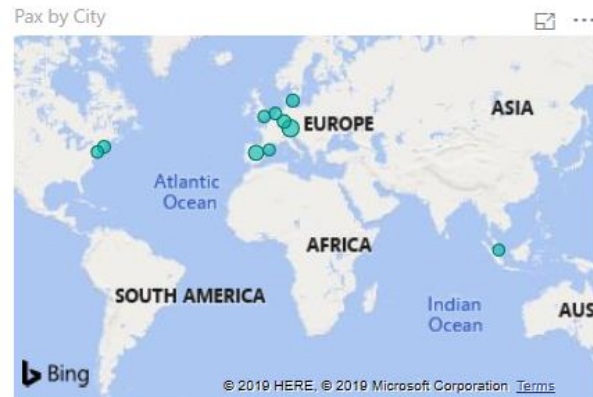 Pax by City
ASIA
EUROPE
Atlantic
Ocean
AFRICA
SOUTH AMERICA
Indian
Ocean
AUS
Bing
© 2019 HERE, © 2019 Microsoft Corporation Terms